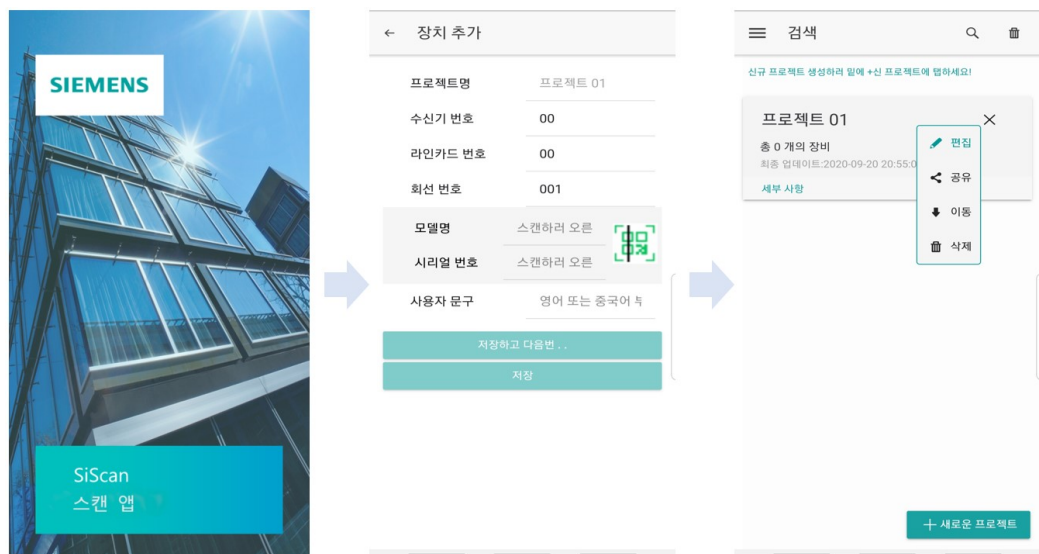 SIEMENS
SiScan
스캔 앱
장치 추가
프로젝트명 프로젝트 01
수신기 번호 00
라인카드 번호 00
회선 번호 001
모델명 스캔하러 오른
시리얼 번호 스캔하러 오른
사용자 문구 영어 또는 중국어
저장하고 다음번 . .
저장
검색
신규 프로젝트 생성하러 밑에 +신 프로젝트에 탭하세요!
프로젝트 01
총 0 개의 장비
최종 업데이트:2020-09-20 20:55:0
세부 사항
편집
공유
이동
삭제
+ 새로운 프로젝트